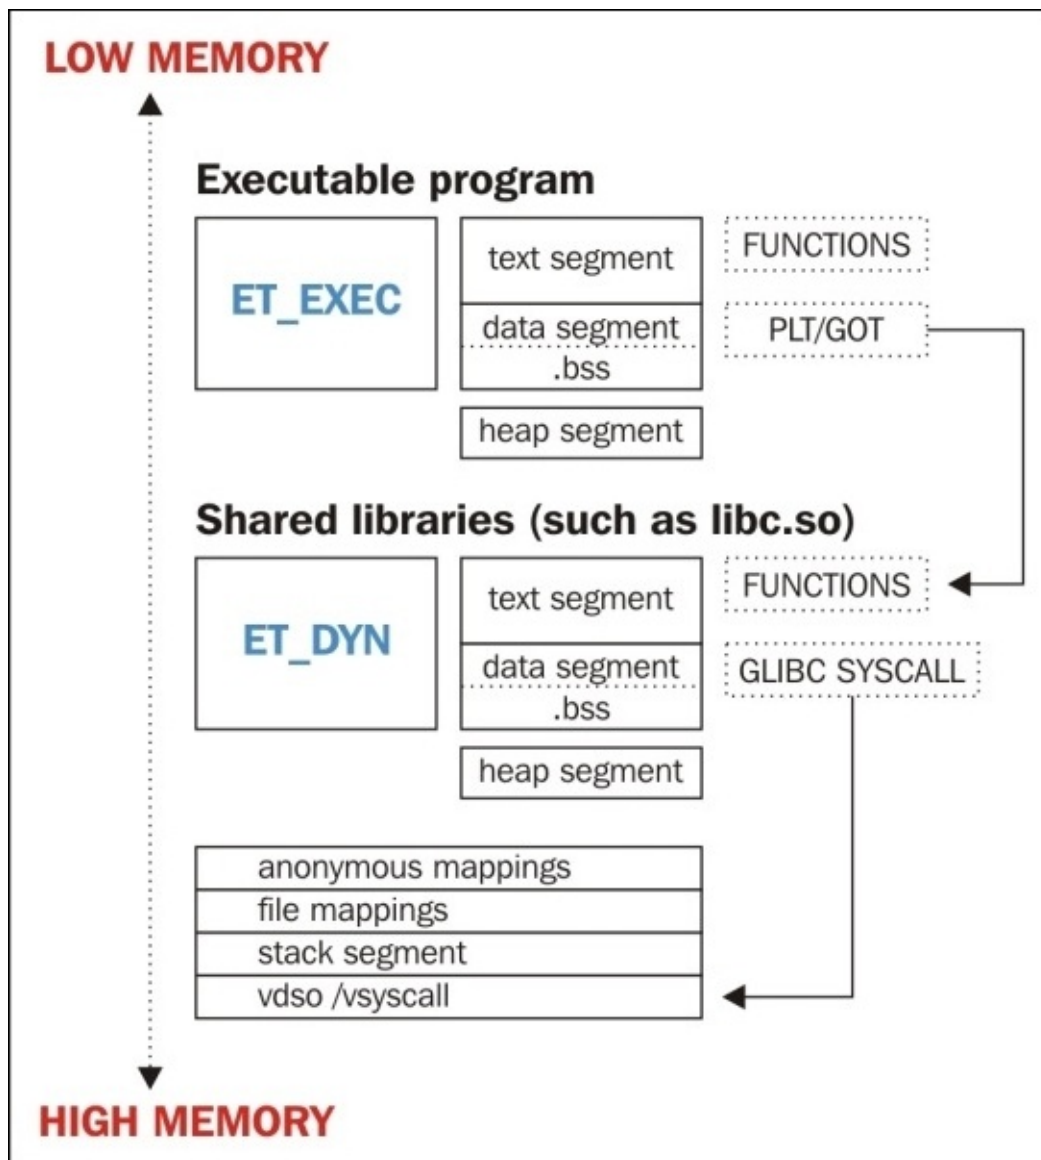 LOW MEMORY
Executable program
ET_EXEC
text segment
data segment
.bss
heap segment
FUNCTIONS
PLT/GOT
Shared libraries (such as libc.so)
ET_DYN
text segment
data segment
.bss
heap segment
FUNCTIONS
GLIBC SYSCALL
anonymous mappings
file mappings
stack segment
vdso /vsyscall
HIGH MEMORY